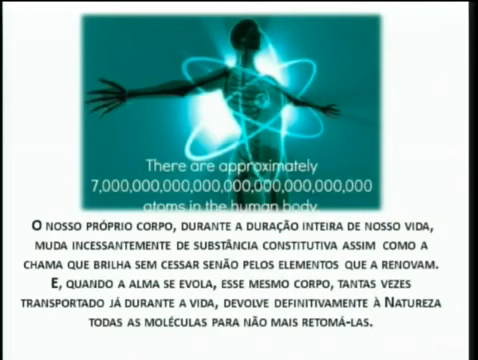 There are approximately
7,000,000,000,000,000,000,000,000,000
atoms in the human body.
O NOSSO PRÓPRIO CORPO, DURANTE A DURAÇÃO INTEIRA DE NOSSO VIDA,
MUDA INCESSANTEMENTE DE SUBSTÂNCIA CONSTITUTIVA ASSIM COMO A
CHAMA QUE BRILHA SEM CESSAR SENÃO PELOS ELEMENTOS QUE A RENOVAM.
E, QUANDO A ALMA SE EVOLA, ESSE MESMO CORPO, TANTAS VEZES
TRANSPORTADO JÁ DURANTE A VIDA, DEVOLVE DEFINITIVAMENTE À NATUREZA
TODAS AS MOLÉCULAS PARA NÃO MAIS RETOMÁ-LAS.